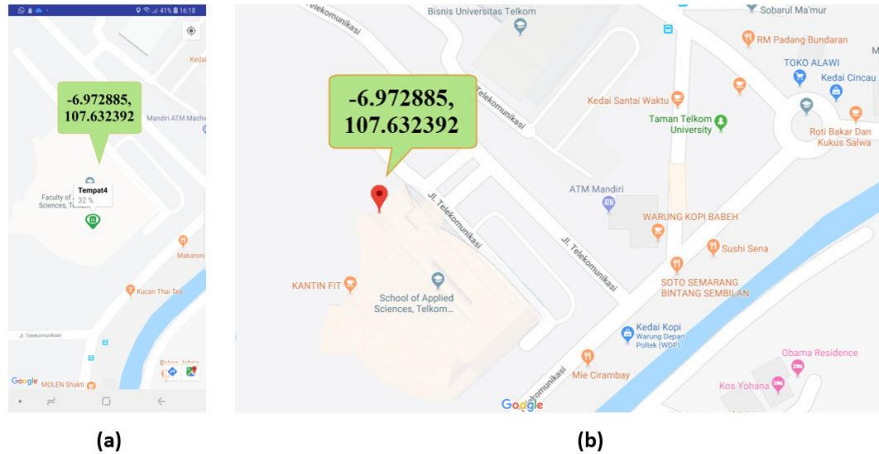 41% 16:18
Kedai
-6.972885,
107.632392
Mandiri ATM Machi
Tempat4
32 %
Faculty of
Sciences, T
Makaroni
Kucan Thai Tea
Jl. Telekomunikasi
Google
MOLEN Shakti
(a)
Bisnis Universitas Telkom
Sobarul Ma'mur
RM Padang Bundaran
TOKO ALAWI
Kedai Cincau
-6.972885,
107.632392
Telekomunikasi
Kedai Santai Waktu
Taman Telkom
University
Roti Bakar Dan
Kukus Salwa
ATM Mandiri
Jl. Telekomunikasi
WARUNG KOPI BABEH
Jl. Telekomunikasi
Sushi Sena
KANTIN FIT
SOTO SEMARANG
BINTANG SEMBILAN
School of Applied
Sciences, Telkom...
Kedai Kopi
Warung Depan
Poltek (WDP)
Obama Residence
Mie Cirambay
Kos Yohana
Google
(b)